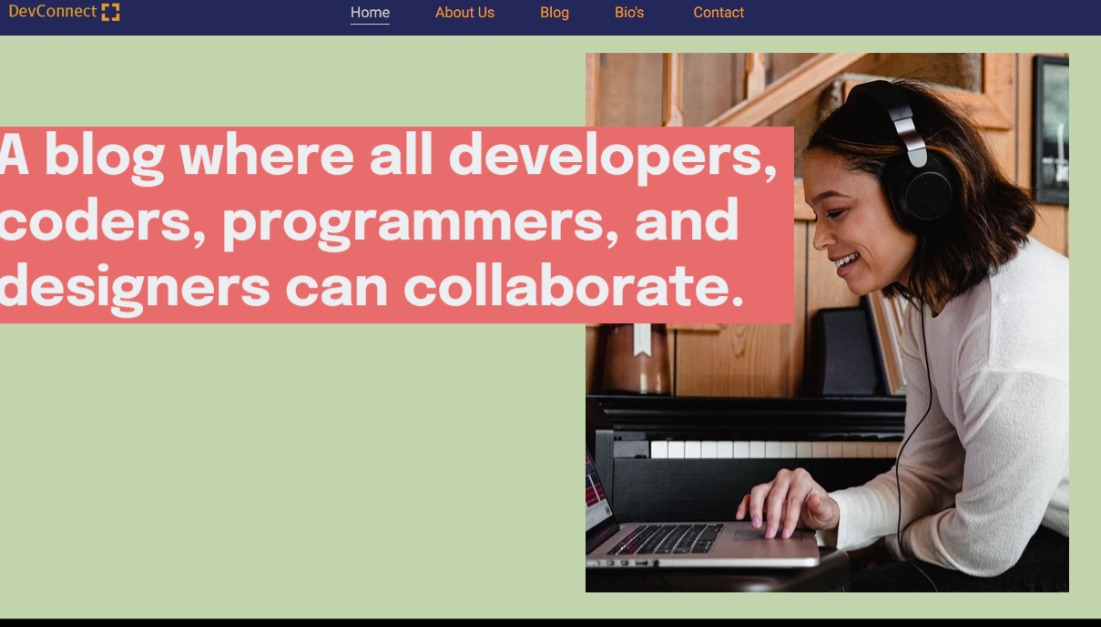 DevConnect
Home About Us Blog Bio's Contact
A blog where all developers,
coders, programmers, and
designers can collaborate.